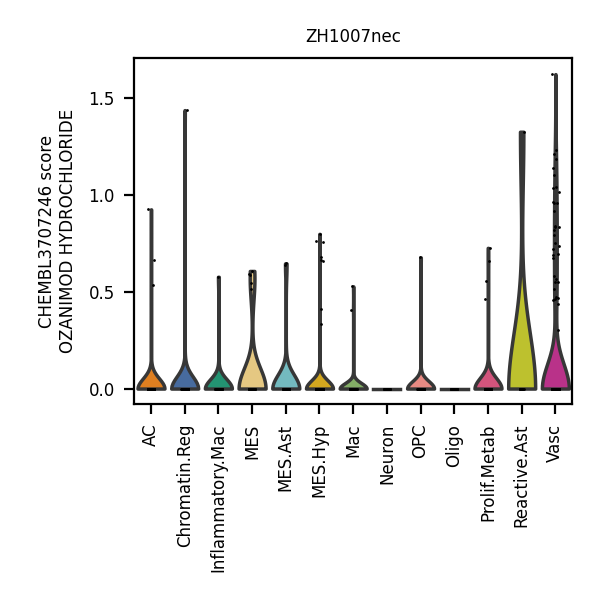 ZH1007nec
CHEMBL3707246 score
OZANIMOD HYDROCHLORIDE
1.5
1.0
0.5
0.0
AC
Chromatin.Reg
Inflammatory.Mac
MES
MES.Ast
MES.Hyp
Mac
Neuron
OPC
Oligo
Prolif.Metab
Reactive.Ast
Vasc